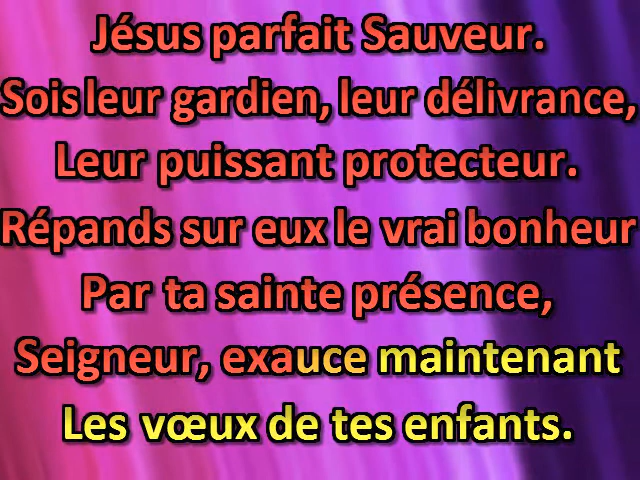 Jésus parfait Sauveur.
Sois leur gardien, leur délivrance,
Leur puissant protecteur.
Répands sur eux le vrai bonheur
Par ta sainte présence,
Seigneur, exauce maintenant
Les vœux de tes enfants.